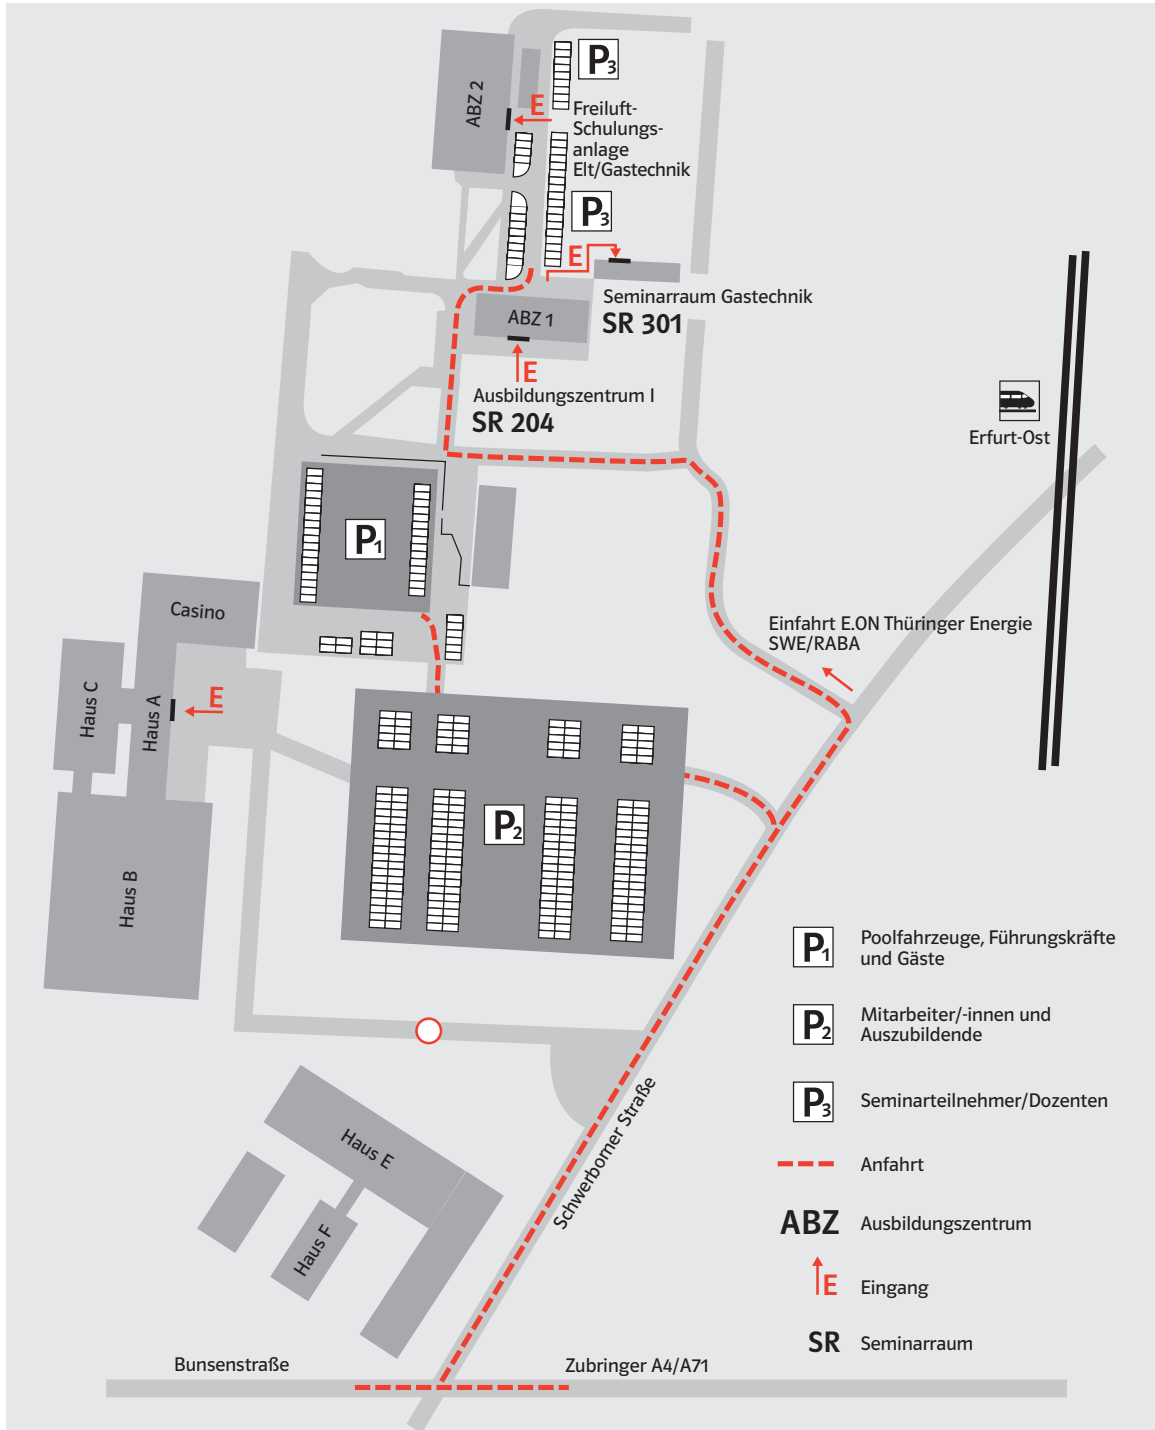 P3
ABZ 2
E
Freiluft-
Schulungs-
anlage
Elt/Gastechnik
P3
E
Seminarraum Gastechnik
SR 301
ABZ 1
E
Ausbildungszentrum I
SR 204
Erfurt-Ost
P1
Casino
Einfahrt E.ON Thüringer Energie
SWE/RABA
Haus C
Haus A
E
P2
Haus B
P1
Poolfahrzeuge, Führungskräfte
und Gäste
P2
Mitarbeiter/-innen und
Auszubildende
P3
Seminarteilnehmer/Dozenten
Anfahrt
ABZ
Ausbildungszentrum
E
Eingang
SR
Seminarraum
Haus E
Haus F
Schwerborner Straße
Bunsenstraße
Zubringer A4/A71